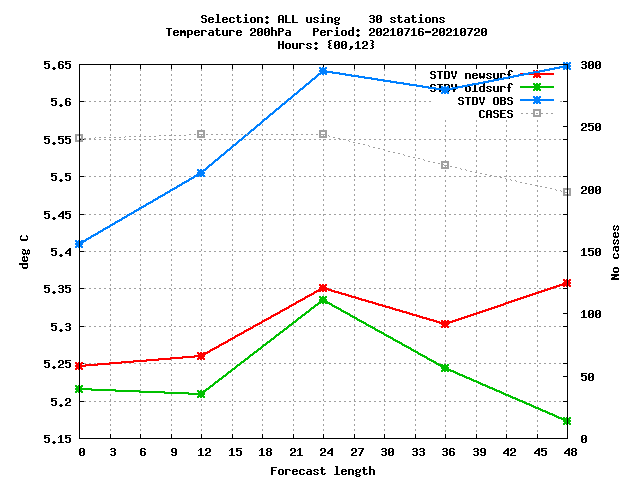 Selection: ALL using    30 stations
Temperature 200hPa   Period: 20210716-20210720
Hours: {00,12}
STDV newsurf
STDV oldsurf
STDV OBS
CASES
5.65
5.6
5.55
5.5
5.45
5.4
5.35
5.3
5.25
5.2
5.15
deg C
300
250
200
150
100
50
0
No cases
0 3 6 9 12 15 18 21 24 27 30 33 36 39 42 45 48
Forecast length